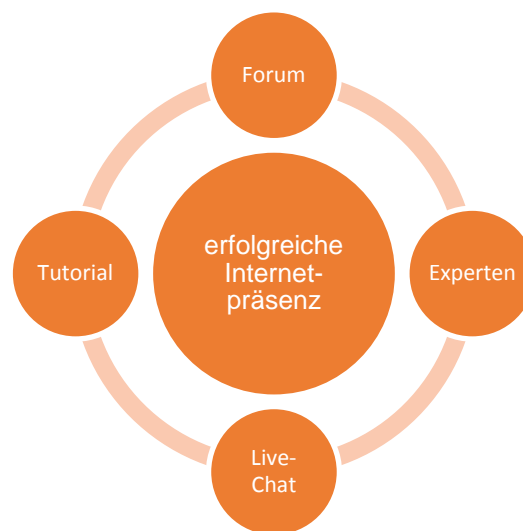 Forum
Tutorial
erfolgreiche
Internet-
präsenz
Experten
Live-
Chat